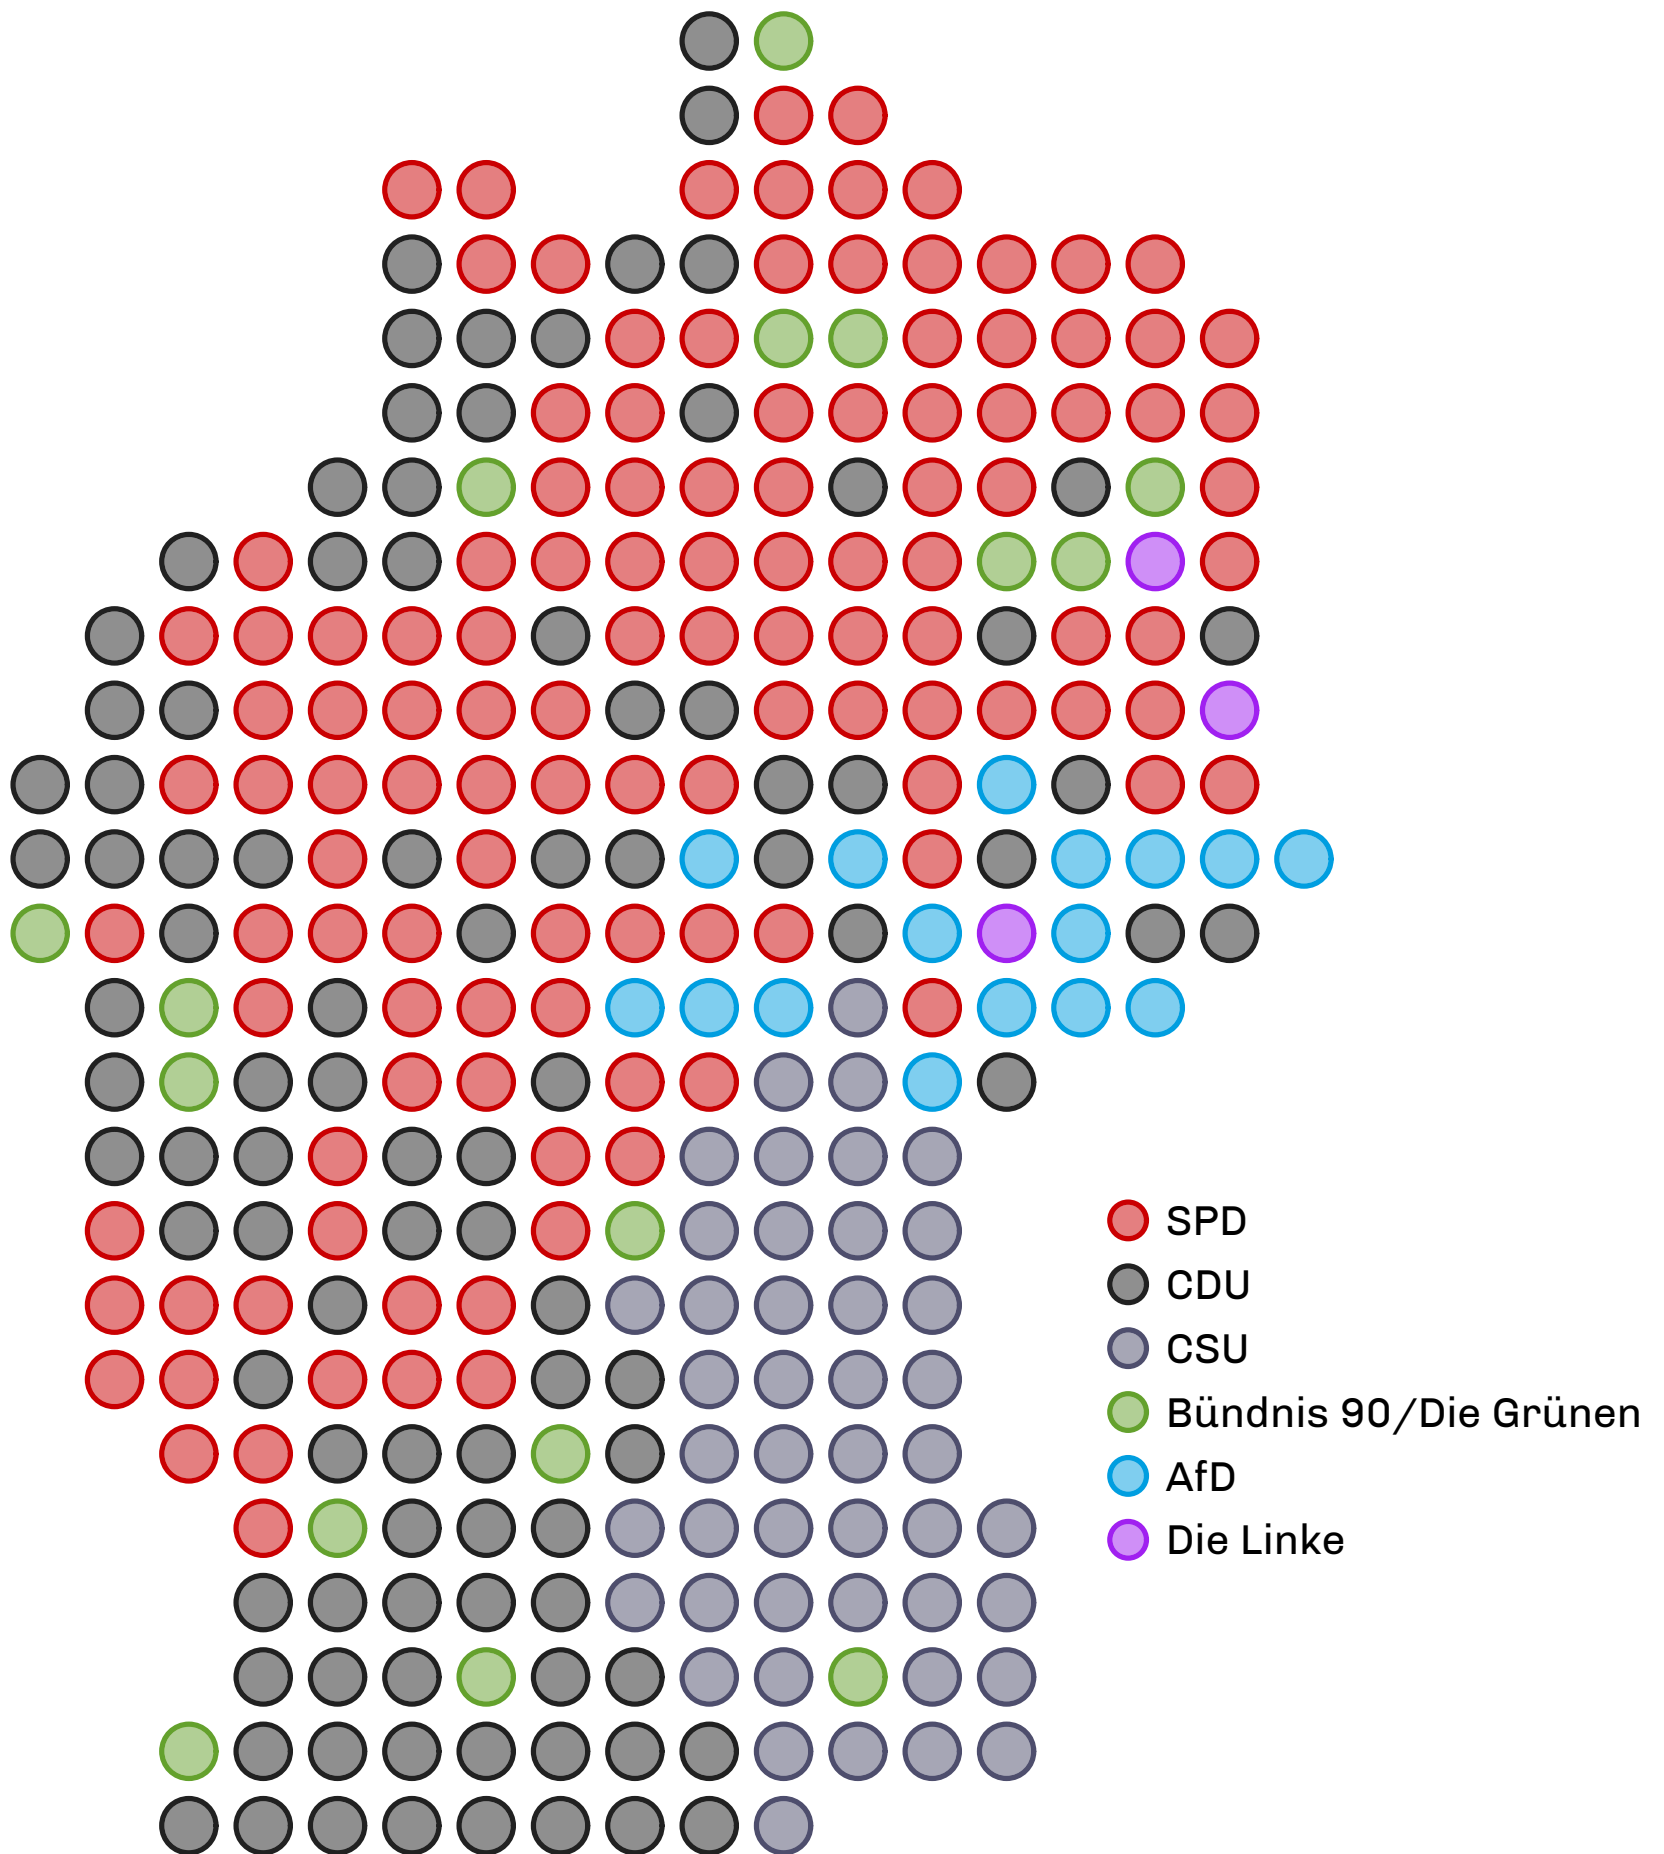 SPD
CDU
CSU
Bündnis 90/Die Grünen
AfD
Die Linke